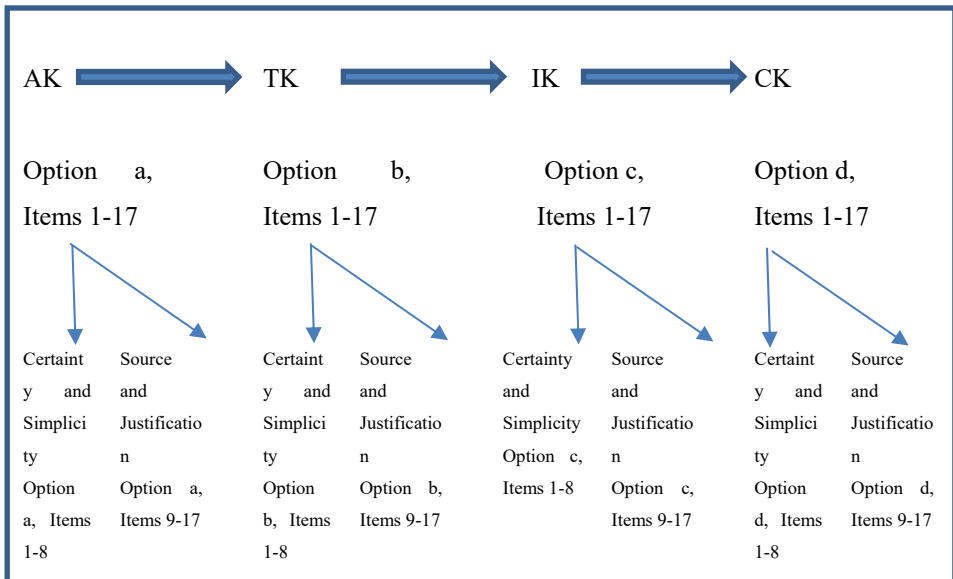 AK TK IK CK
Option a,
Items 1-17
Option b,
Items 1-17
Option c,
Items 1-17
Option d,
Items 1-17
Certaint
y and
Simplici
ty
Option
a, Items
1-8
Source
and
Justificatio
n
Option a,
Items 9-17
Certaint
y and
Simplici
ty
Option
b, Items
1-8
Source
and
Justificatio
n
Option b,
Items 9-17
Certainty
and
Simplicity
Option c,
Items 1-8
Source
and
Justificatio
n
Option c,
Items 9-17
Certaint
y and
Simplici
ty
Option
d, Items
1-8
Source
and
Justificatio
n
Option d,
Items 9-17